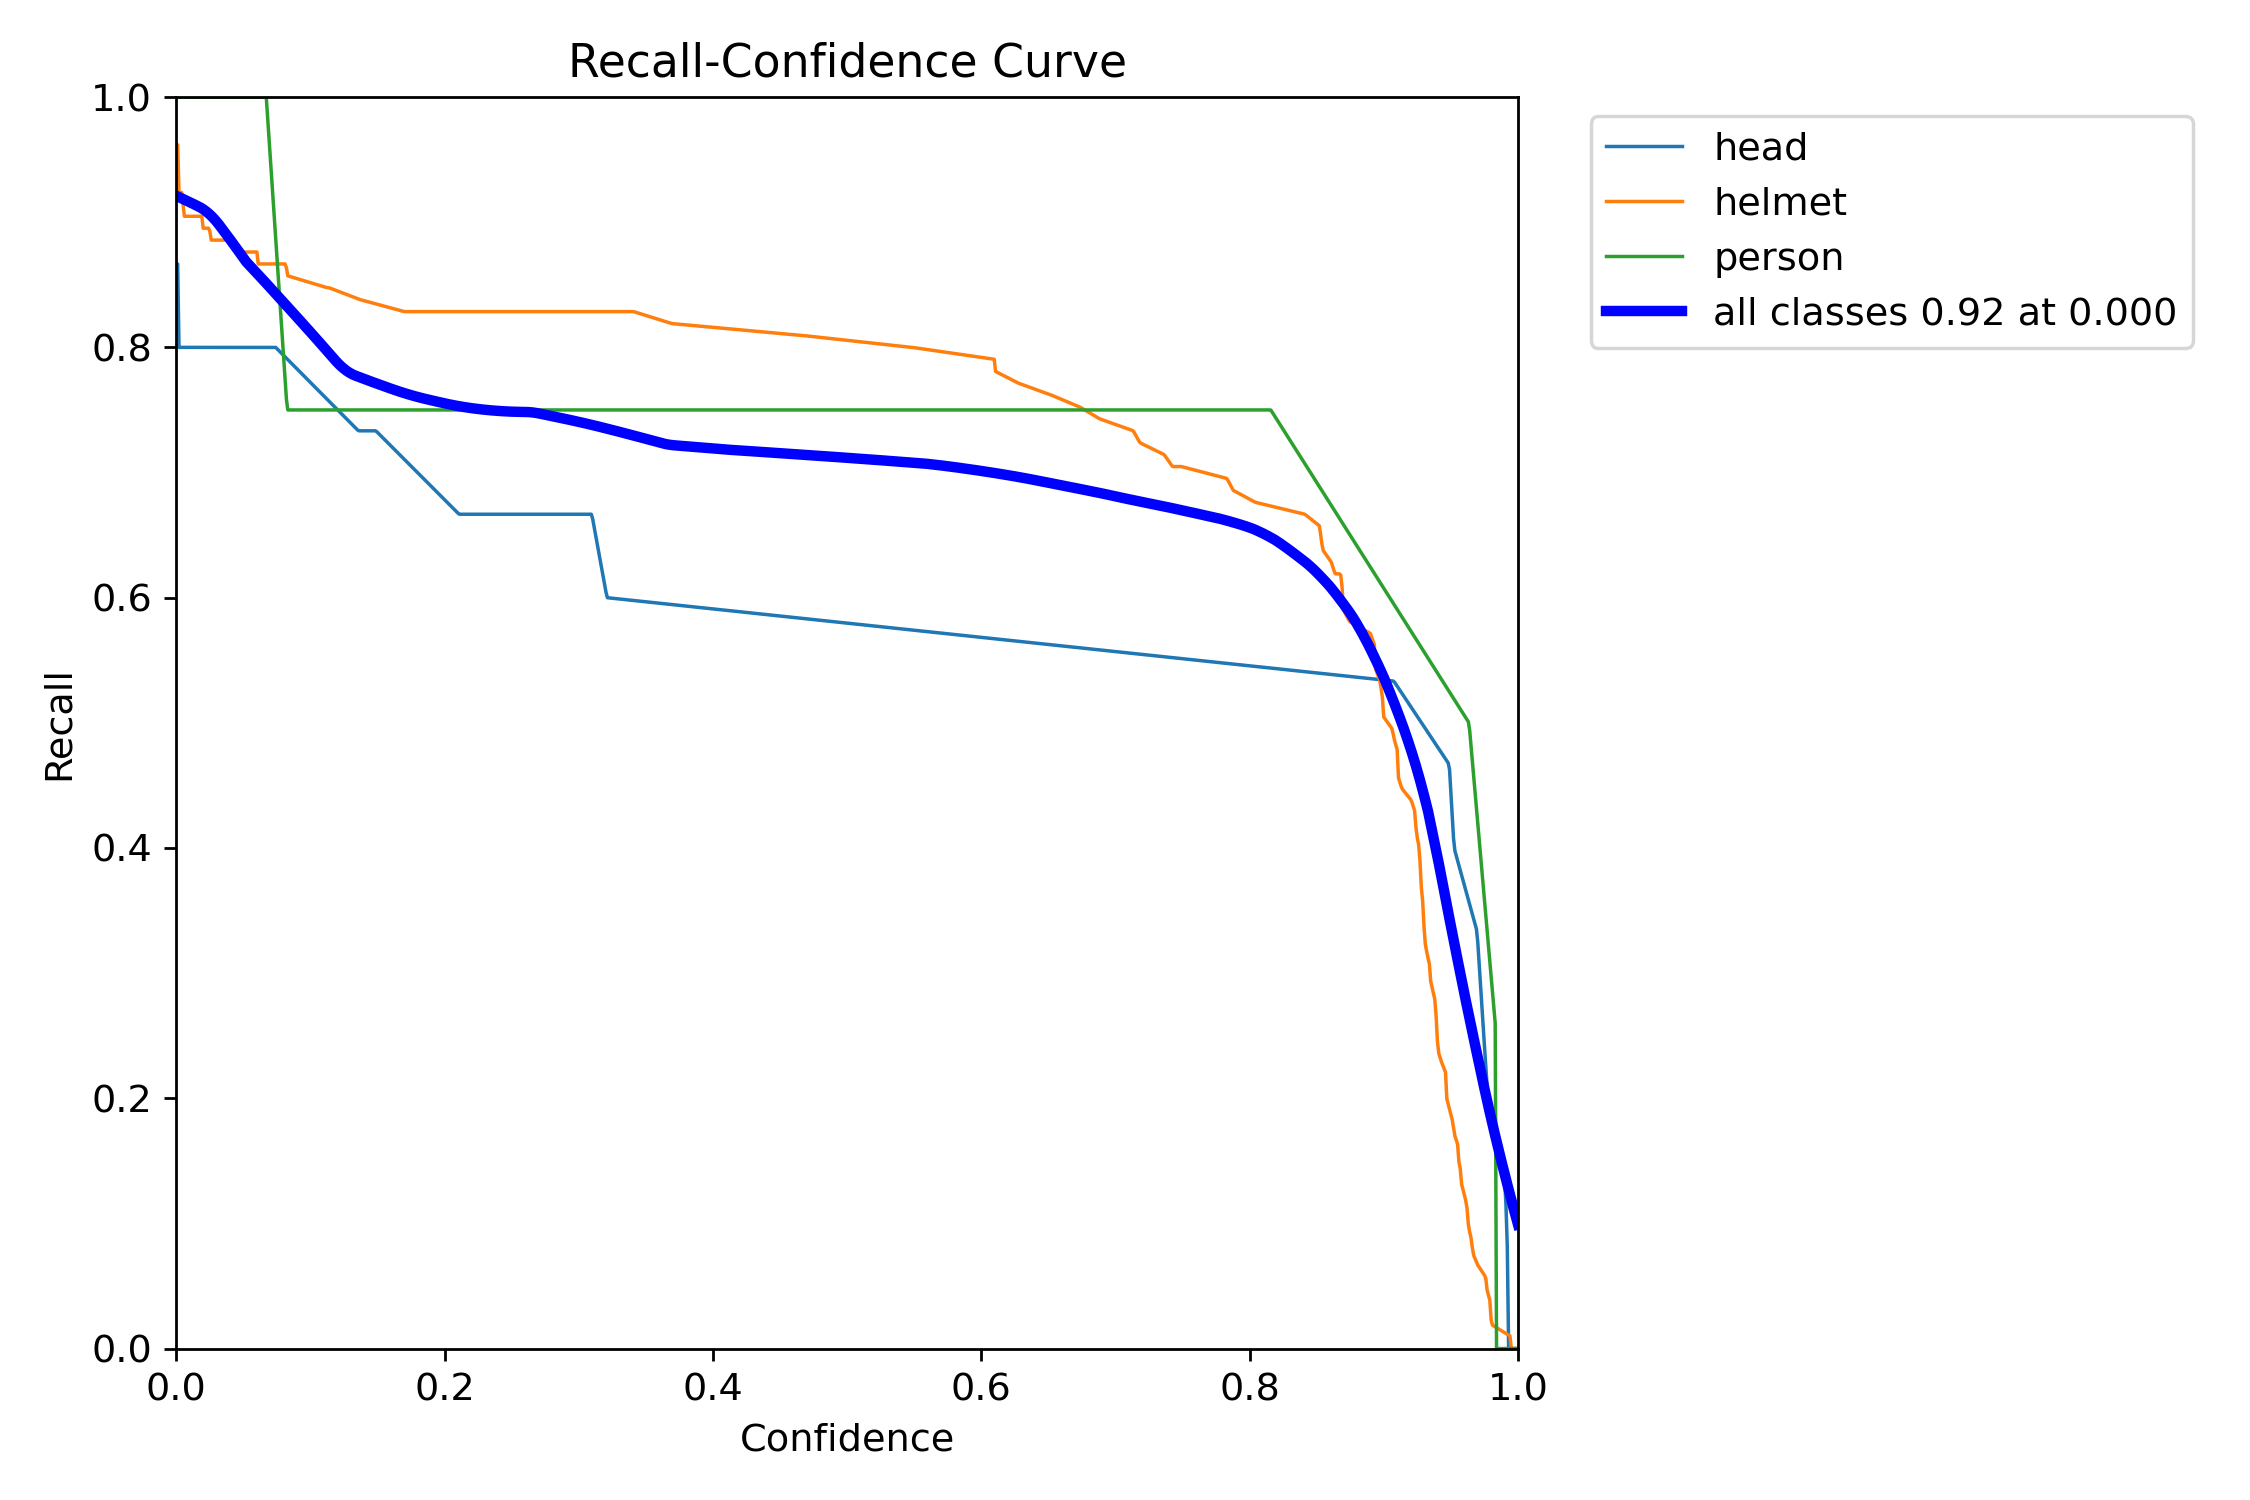 Recall-Confidence Curve
1.0
0.8
0.6
0.4
0.2
0.0
Recall
0.0 0.2 0.4 0.6 0.8 1.0
Confidence
head
helmet
person
all classes 0.92 at 0.000